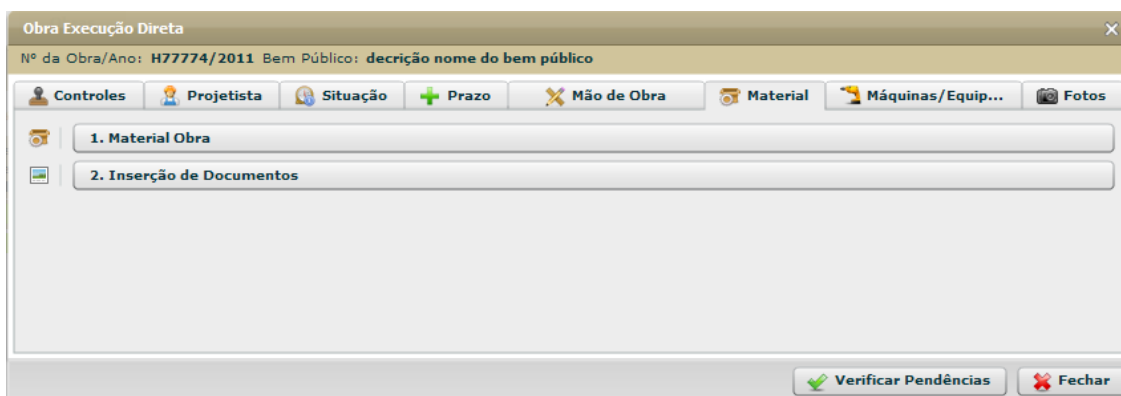 Obra Execução Direta
Nº da Obra/Ano: H77774/2011 Bem Público: decrição nome do bem público
Controles Projetista Situação Prazo Mão de Obra Material Máquinas/Equip... Fotos
1. Material Obra
2. Inserção de Documentos
Verificar Pendências Fechar